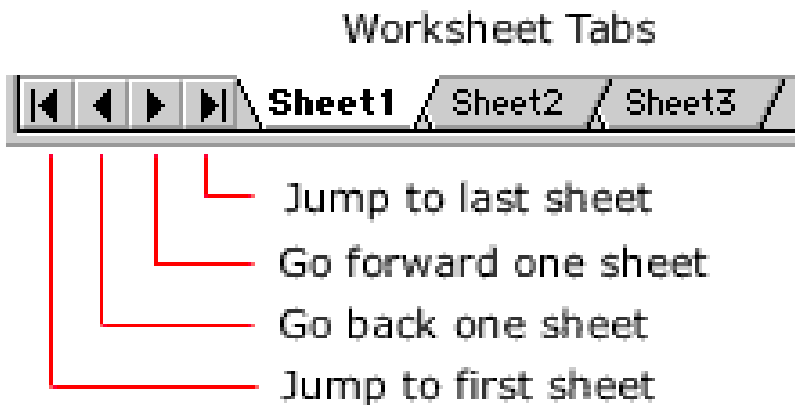 Worksheet Tabs
Sheet1 Sheet2 Sheet3
Jump to last sheet
Go forward one sheet
Go back one sheet
Jump to first sheet